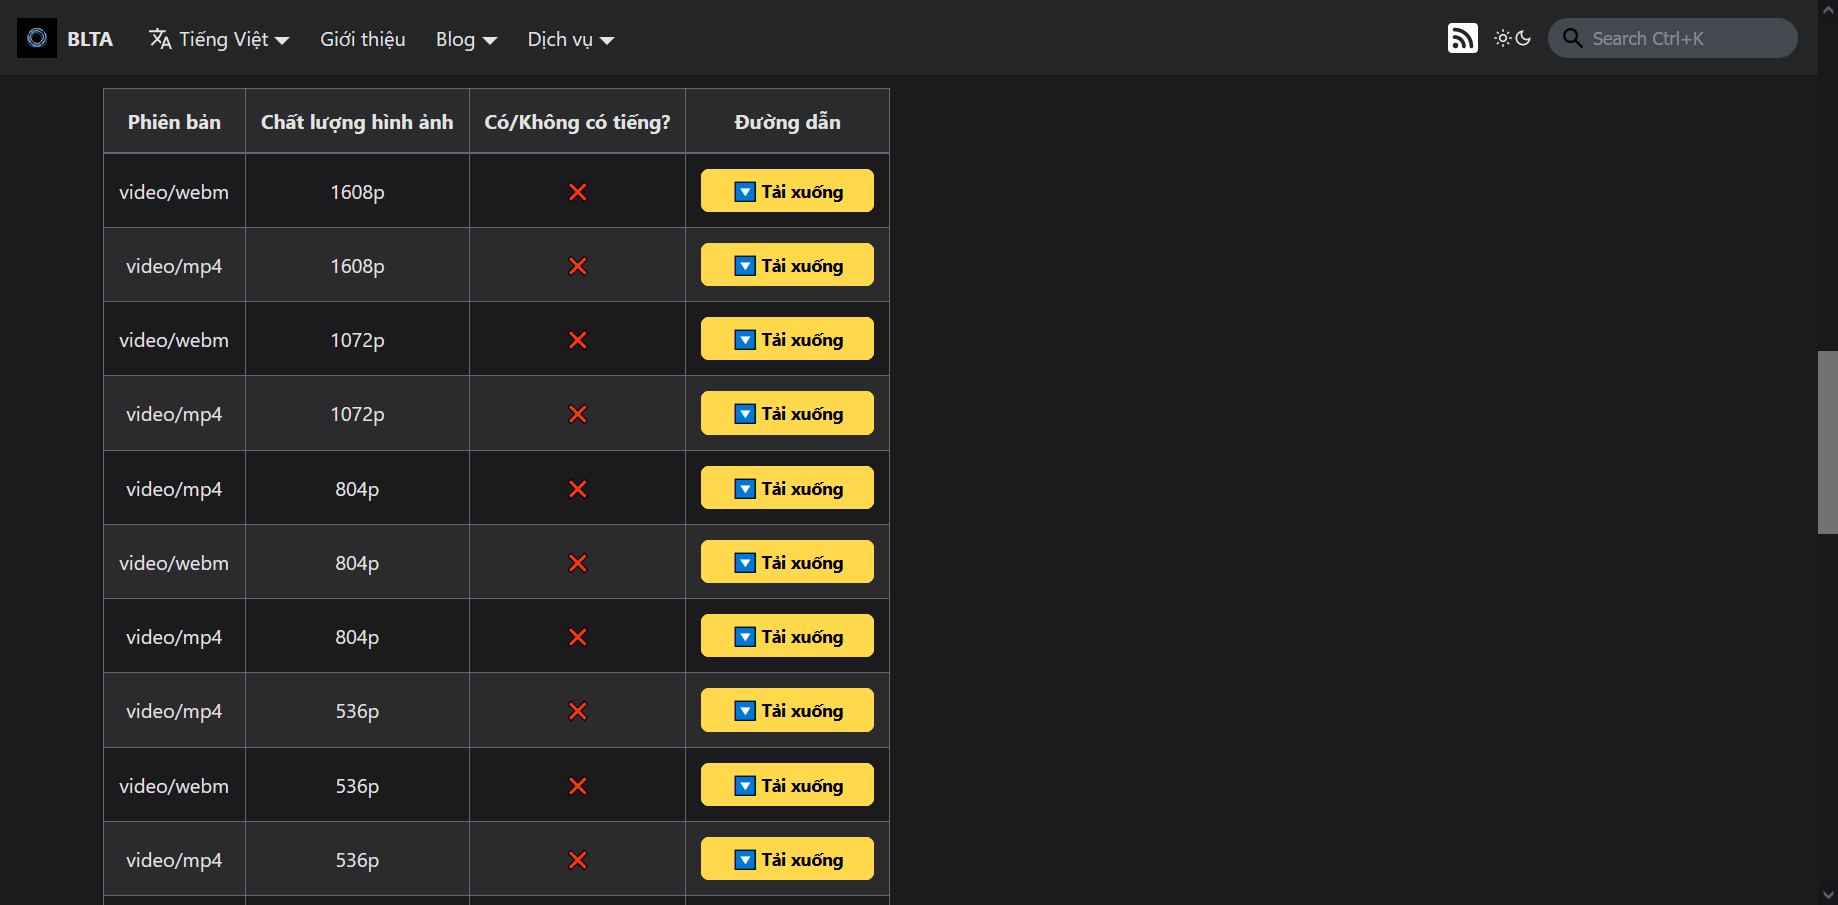 BLTA Tiếng Việt Giới thiệu Blog Dịch vụ Search Ctrl+K
Phiên bản Chất lượng hình ảnh Có/Không có tiếng? Đường dẫn
video/webm 1608p ❌ 🔽 Tải xuống
video/mp4 1608p ❌ 🔽 Tải xuống
video/webm 1072p ❌ 🔽 Tải xuống
video/mp4 1072p ❌ 🔽 Tải xuống
video/mp4 804p ❌ 🔽 Tải xuống
video/webm 804p ❌ 🔽 Tải xuống
video/mp4 804p ❌ 🔽 Tải xuống
video/mp4 536p ❌ 🔽 Tải xuống
video/webm 536p ❌ 🔽 Tải xuống
video/mp4 536p ❌ 🔽 Tải xuống